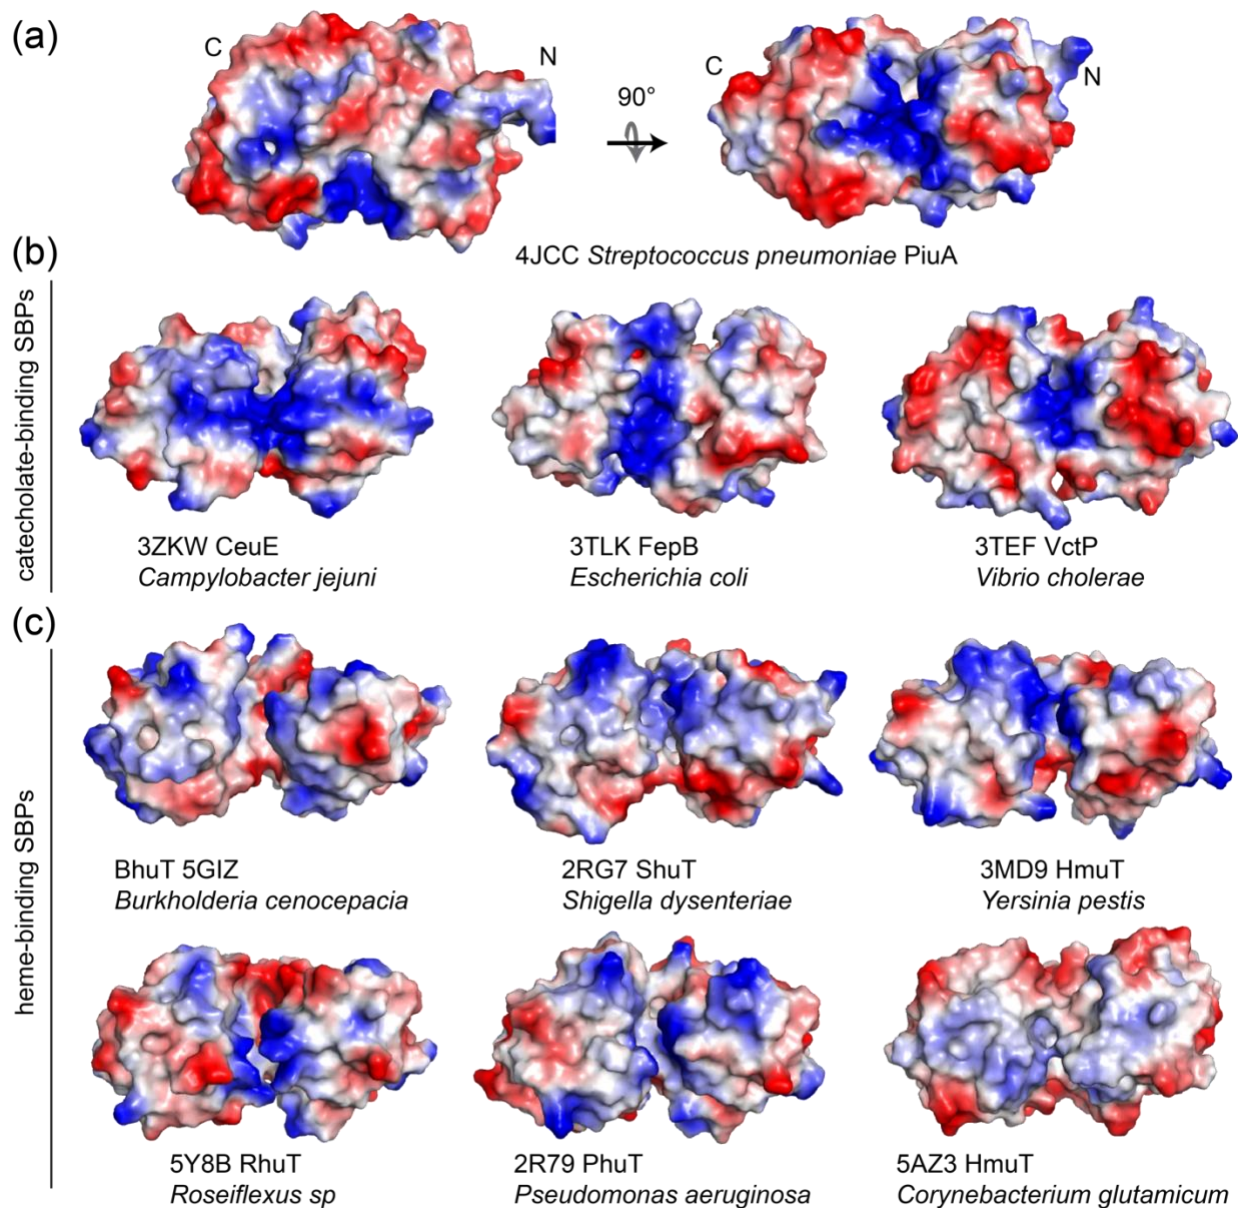 (a)
C
N
90°
C
N
4JCC Streptococcus pneumoniae PiuA
(b)
catecholate-binding SBPs
3ZKW CeuE
Campylobacter jejuni
3TLK FepB
Escherichia coli
3TEF VctP
Vibrio cholerae
(c)
heme-binding SBPs
BhuT 5GIZ
Burkholderia cenocepacia
2RG7 ShuT
Shigella dysenteriae
3MD9 HmuT
Yersinia pestis
5Y8B RhuT
Roseiflexus sp
2R79 PhuT
Pseudomonas aeruginosa
5AZ3 HmuT
Corynebacterium glutamicum